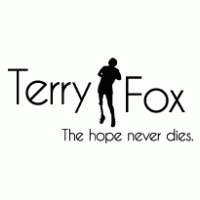 Terry Fox
The hope never dies.